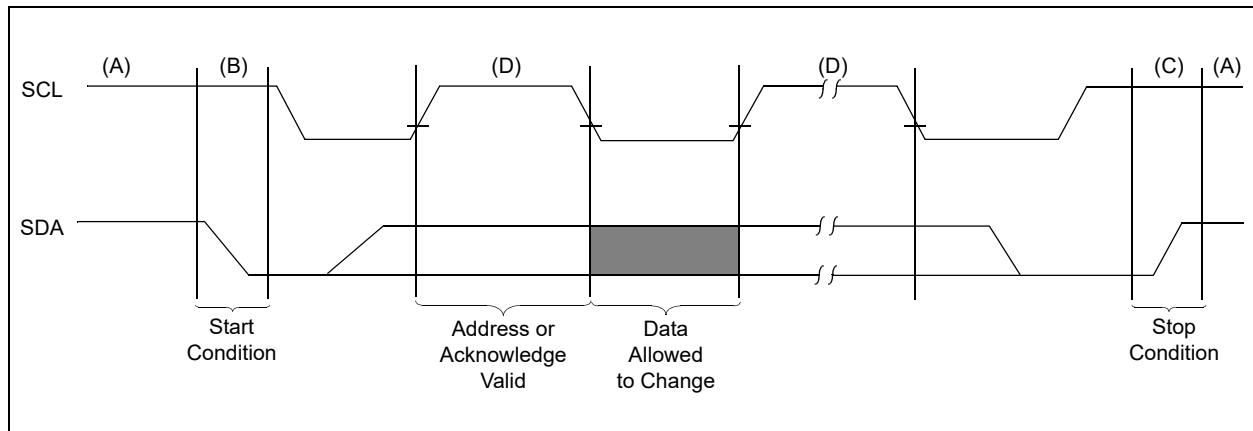 (A) (B) (D) (D) (C) (A)
SCL
SDA
Start
Condition
Address or
Acknowledge
Valid
Data
Allowed
to Change
Stop
Condition